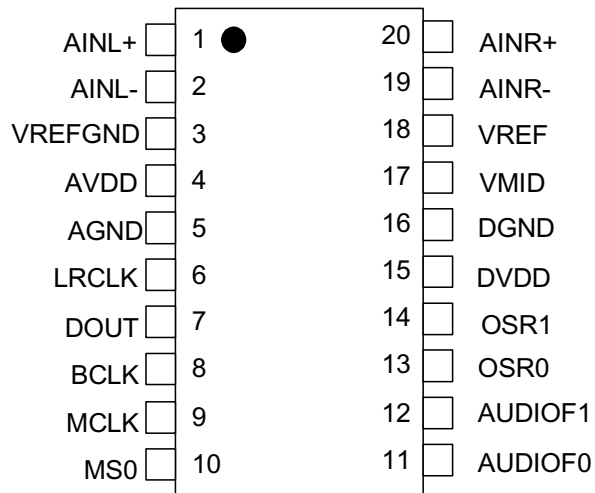 AINL+ 1 20 AINR+
AINL- 2 19 AINR-
VREFGND 3 18 VREF
AVDD 4 17 VMID
AGND 5 16 DGND
LRCLK 6 15 DVDD
DOUT 7 14 OSR1
BCLK 8 13 OSR0
MCLK 9 12 AUDIOF1
MS0 10 11 AUDIOF0